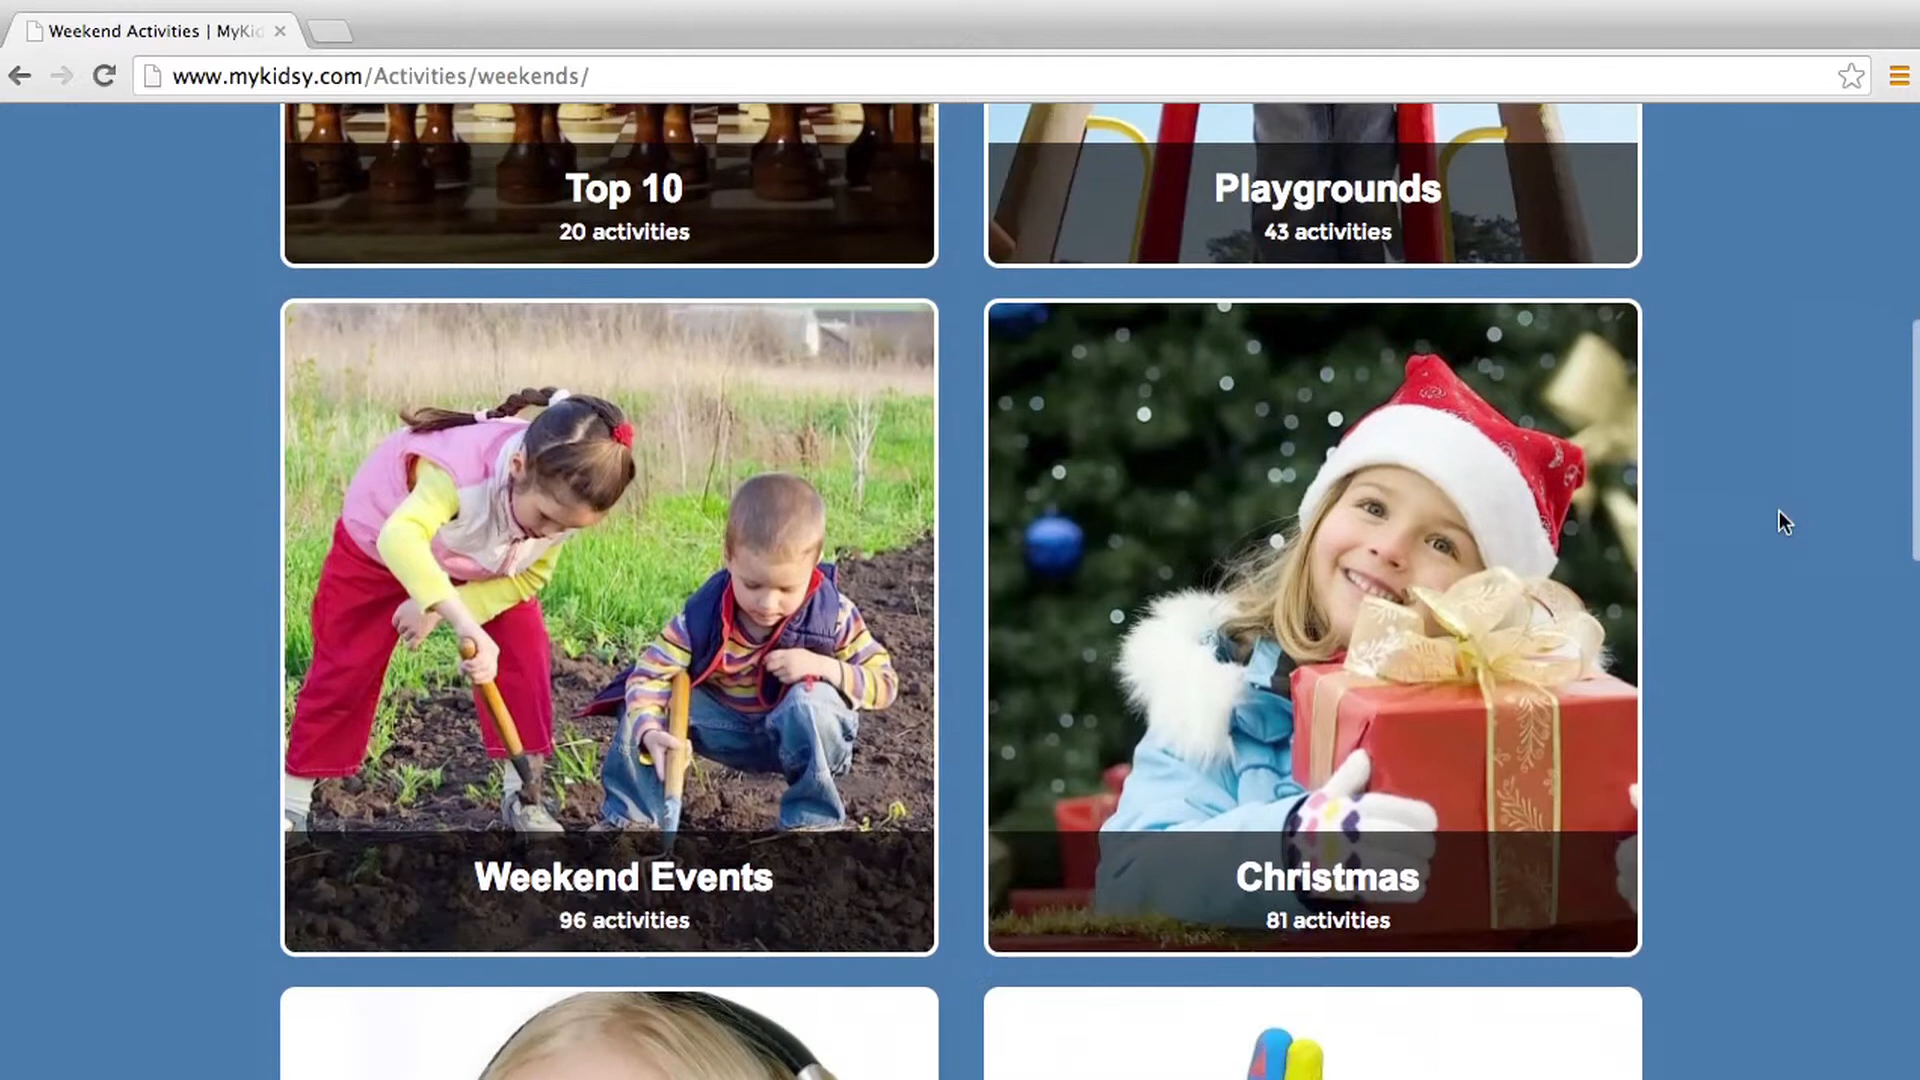 Weekend Activities | MyKid
www.mykidsy.com/Activities/weekends/
Top 10
20 activities
Playgrounds
43 activities
Weekend Events
96 activities
Christmas
81 activities